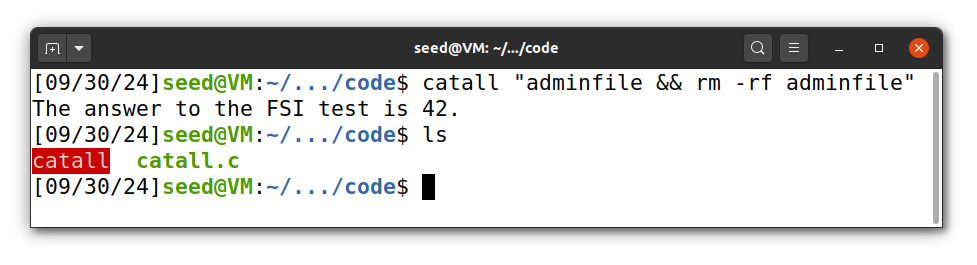 seed@VM: ~/.../code
[09/30/24]seed@VM:~/.../code$ catall "adminfile && rm -rf adminfile"
The answer to the FSI test is 42.
[09/30/24]seed@VM:~/.../code$ ls
catall  catall.c
[09/30/24]seed@VM:~/.../code$